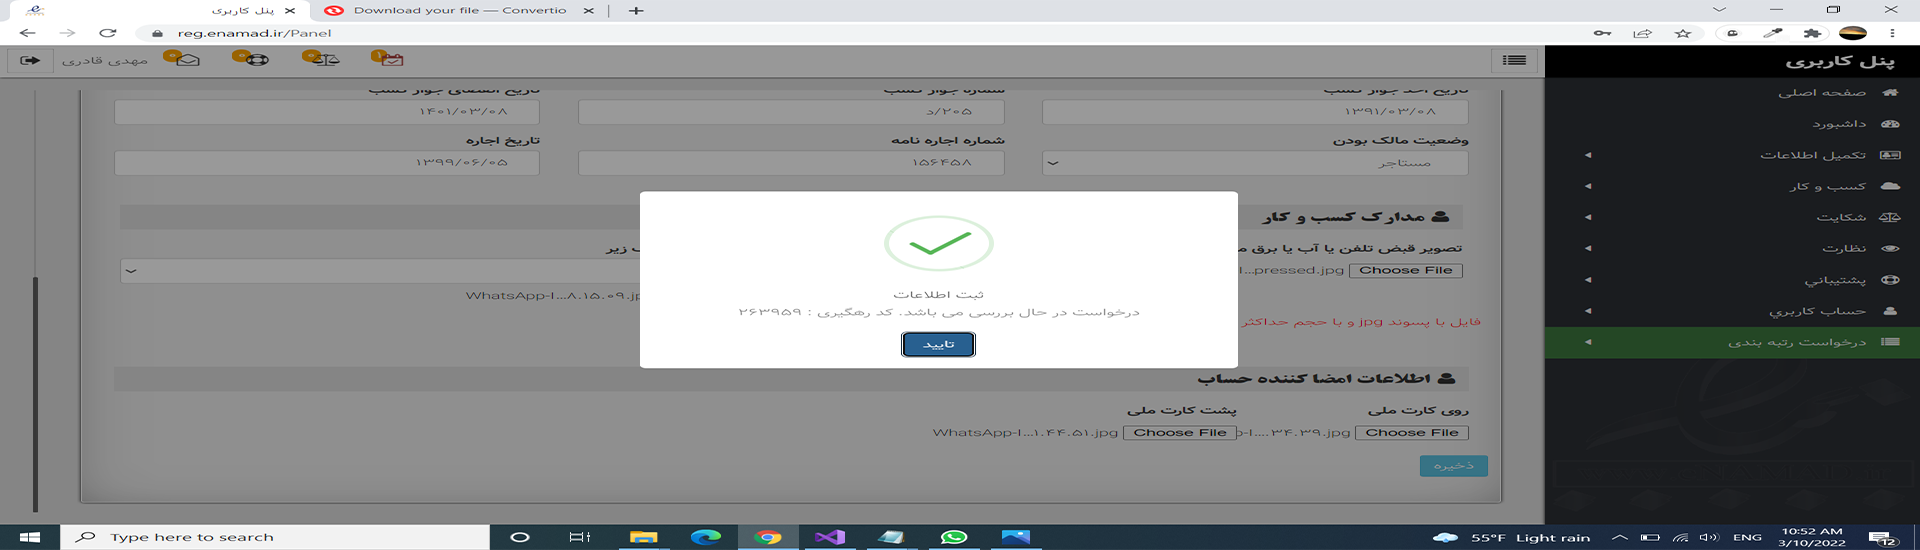 پنل کاربری
Download your file — Convertio
reg.enamad.ir/Panel
پنل کاربری
مهدی قادری
صفحه اصلی
داشبورد
تکمیل اطلاعات
کسب و کار
شکایت
نظارت
پشتیباني
حساب کاربري
درخواست رتبه بندی
تاریخ اخذ جواز کسب
شماره جواز کسب
تاریخ انقضای جواز کسب
۱۳۹۱/۰۳/۰۸
۲۰۵/د
۱۴۰۱/۰۳/۰۸
وضعیت مالک بودن
شماره اجاره نامه
تاریخ اجاره
مستاجر
۱۵۶۴۵۸
۱۳۹۹/۰۶/۰۵
مدارک کسب و کار
تصویر قبض تلفن یا آب یا برق
زیر
Choose File
I...pressed.jpg
WhatsApp-I...۸.۱۵.۰۹.j
فایل با پسوند jpg و با حجم حداکثر
ثبت اطلاعات
درخواست در حال بررسی می باشد. کد رهگیری : ۲۶۳۹۵۹
تایید
اطلاعات امضا کننده حساب
روی کارت ملی
پشت کارت ملی
Choose File
p-I....۳۴.۳۹.jpg
Choose File
WhatsApp-I...۱.۴۴.۵۱.jpg
ذخیره
Type here to search
55°F Light rain
ENG
10:52 AM
3/10/2022
12